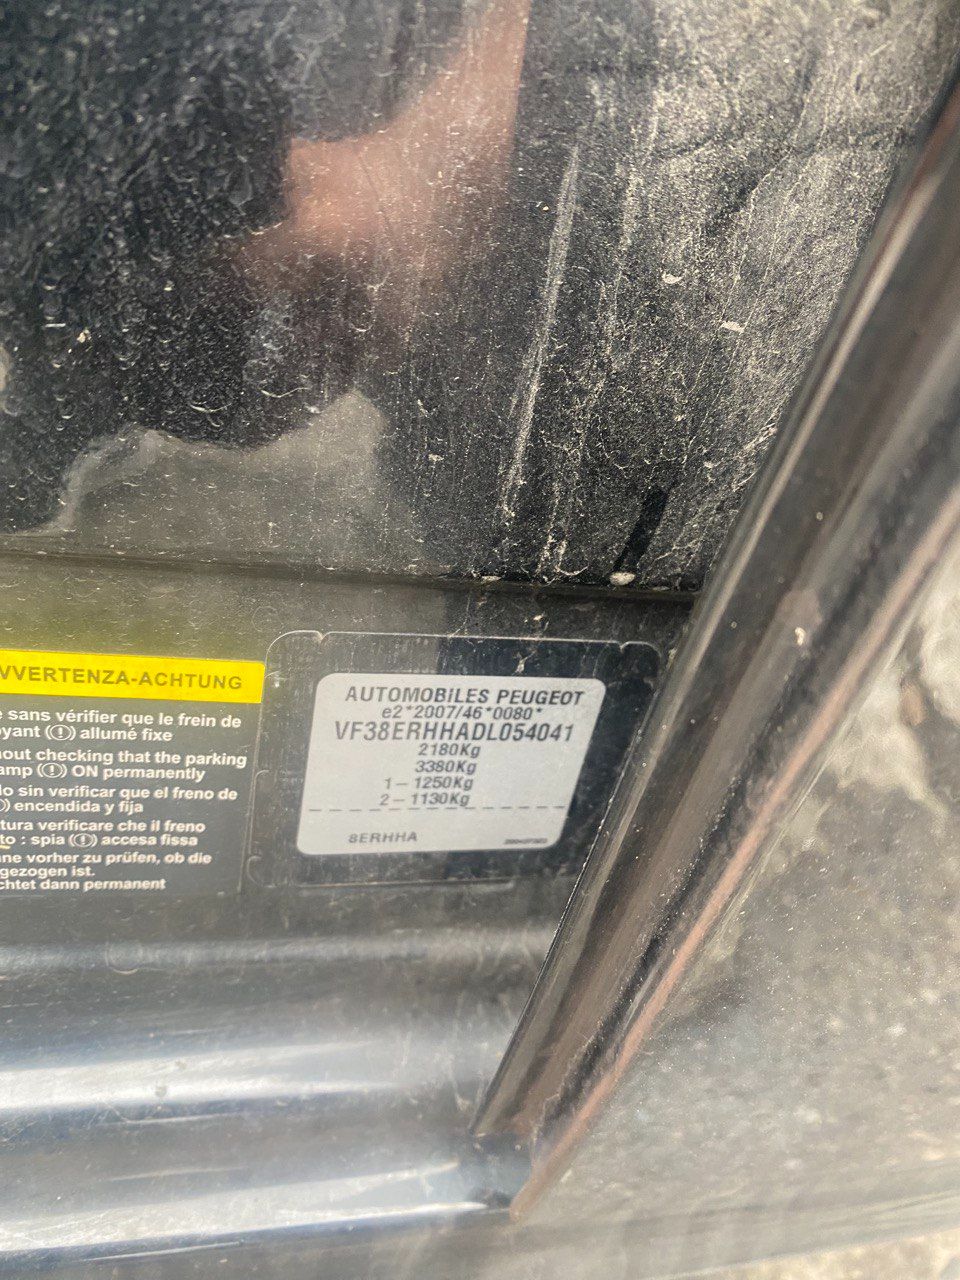 VVERTENZA-ACHTUNG
e sans vérifier que le frein de
oyant (!) allumé fixe
out checking that the parking
amp (!) ON permanently
lo sin verificar que el freno de
) encendida y fija
tura verificare che il freno
to : spia (!) accesa fissa
ne vorher zu prüfen, ob die
gezogen ist.
chtet dann permanent
AUTOMOBILES PEUGEOT
e2*2007/46*0080*
VF38ERHHADL054041
2180Kg
3380Kg
1- 1250Kg
2- 1130Kg
8ERHHA